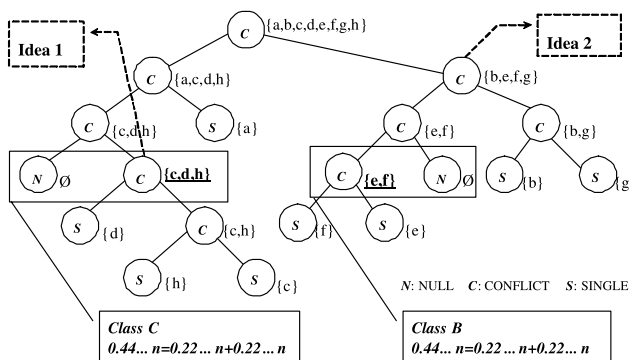 {a,b,c,d,e,f,g,h}
C
Idea 1
Idea 2
C {a,c,d,h}
C {b,e,f,g}
C {c,d,h}
S {a}
C {e,f}
C {b,g}
N Ø
C {c,d,h}
C {e,f}
N Ø
S {b}
S {g
S {d}
C {c,h}
S {f}
S {e}
S {h}
S {c}
N: NULL C: CONFLICT S: SINGLE
Class C
0.44... n=0.22... n+0.22... n
Class B
0.44... n=0.22... n+0.22... n